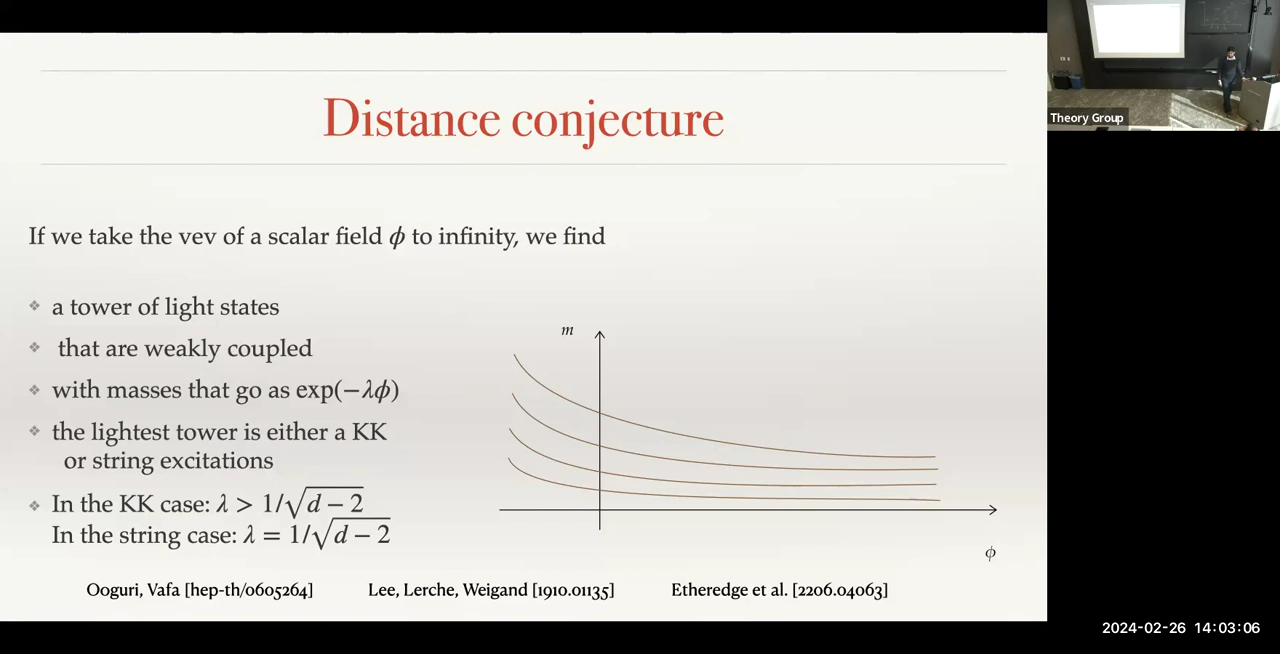 Distance conjecture
If we take the vev of a scalar field ϕ to infinity, we find
❖ a tower of light states
❖ that are weakly coupled
❖ with masses that go as exp(−λϕ)
❖ the lightest tower is either a KK
or string excitations
❖ In the KK case: λ > 1/√(d − 2)
In the string case: λ = 1/√(d − 2)
m
ϕ
Ooguri, Vafa [hep-th/0605264] Lee, Lerche, Weigand [1910.01135] Etheredge et al. [2206.04063]
Theory Group
2024-02-26 14:03:06